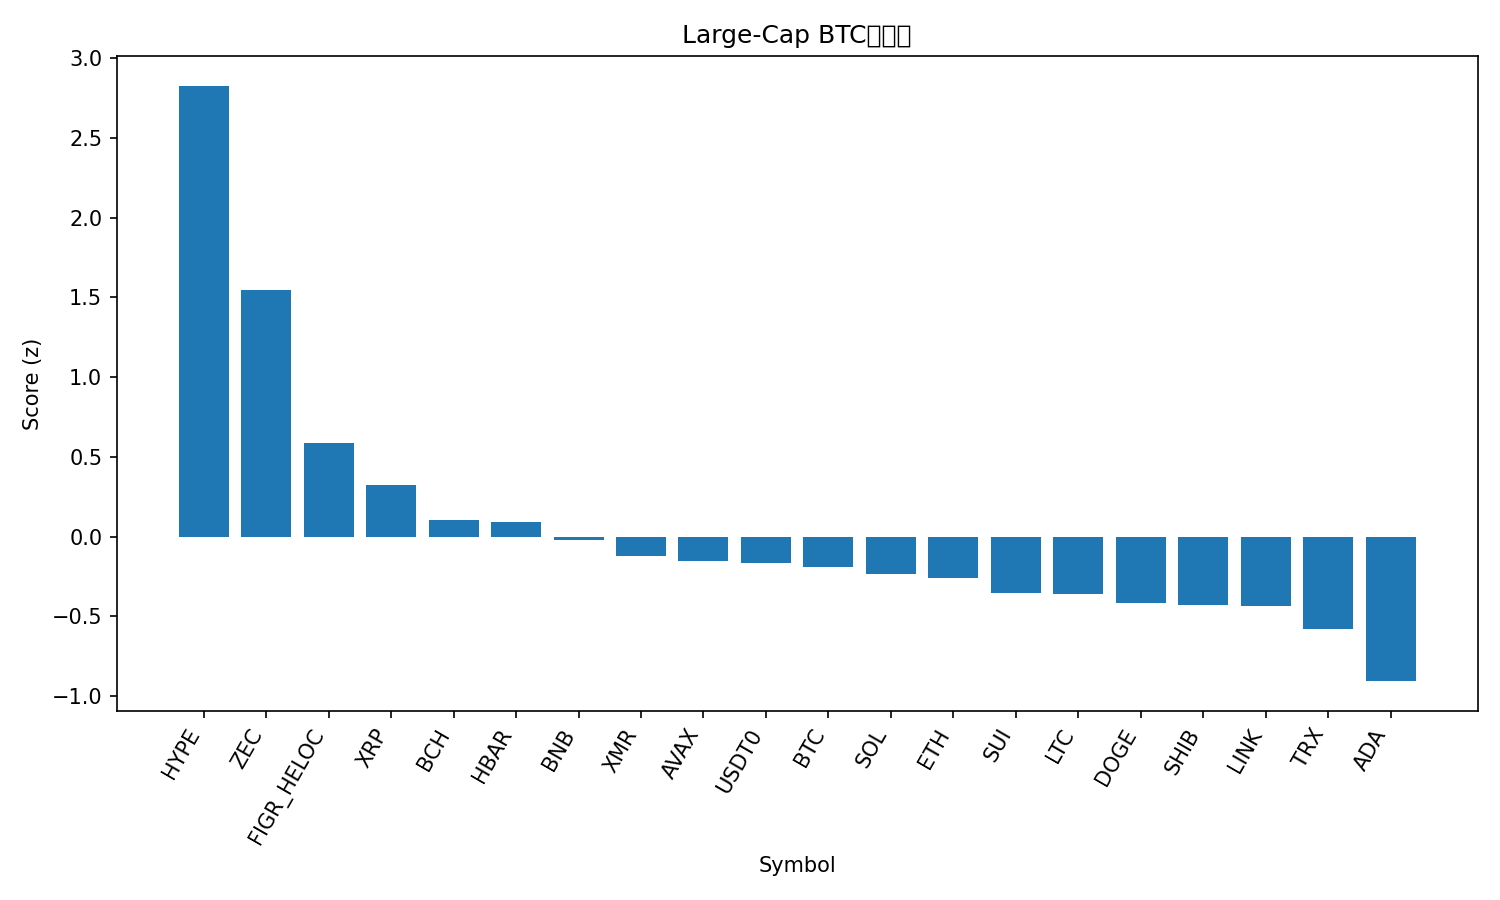 Large-Cap BTC
3.0
2.5
2.0
1.5
1.0
0.5
0.0
−0.5
−1.0
Score (z)
HYPE
ZEC
FIGR_HELOC
XRP
BCH
HBAR
BNB
XMR
AVAX
USDT0
BTC
SOL
ETH
SUI
LTC
DOGE
SHIB
LINK
TRX
ADA
Symbol